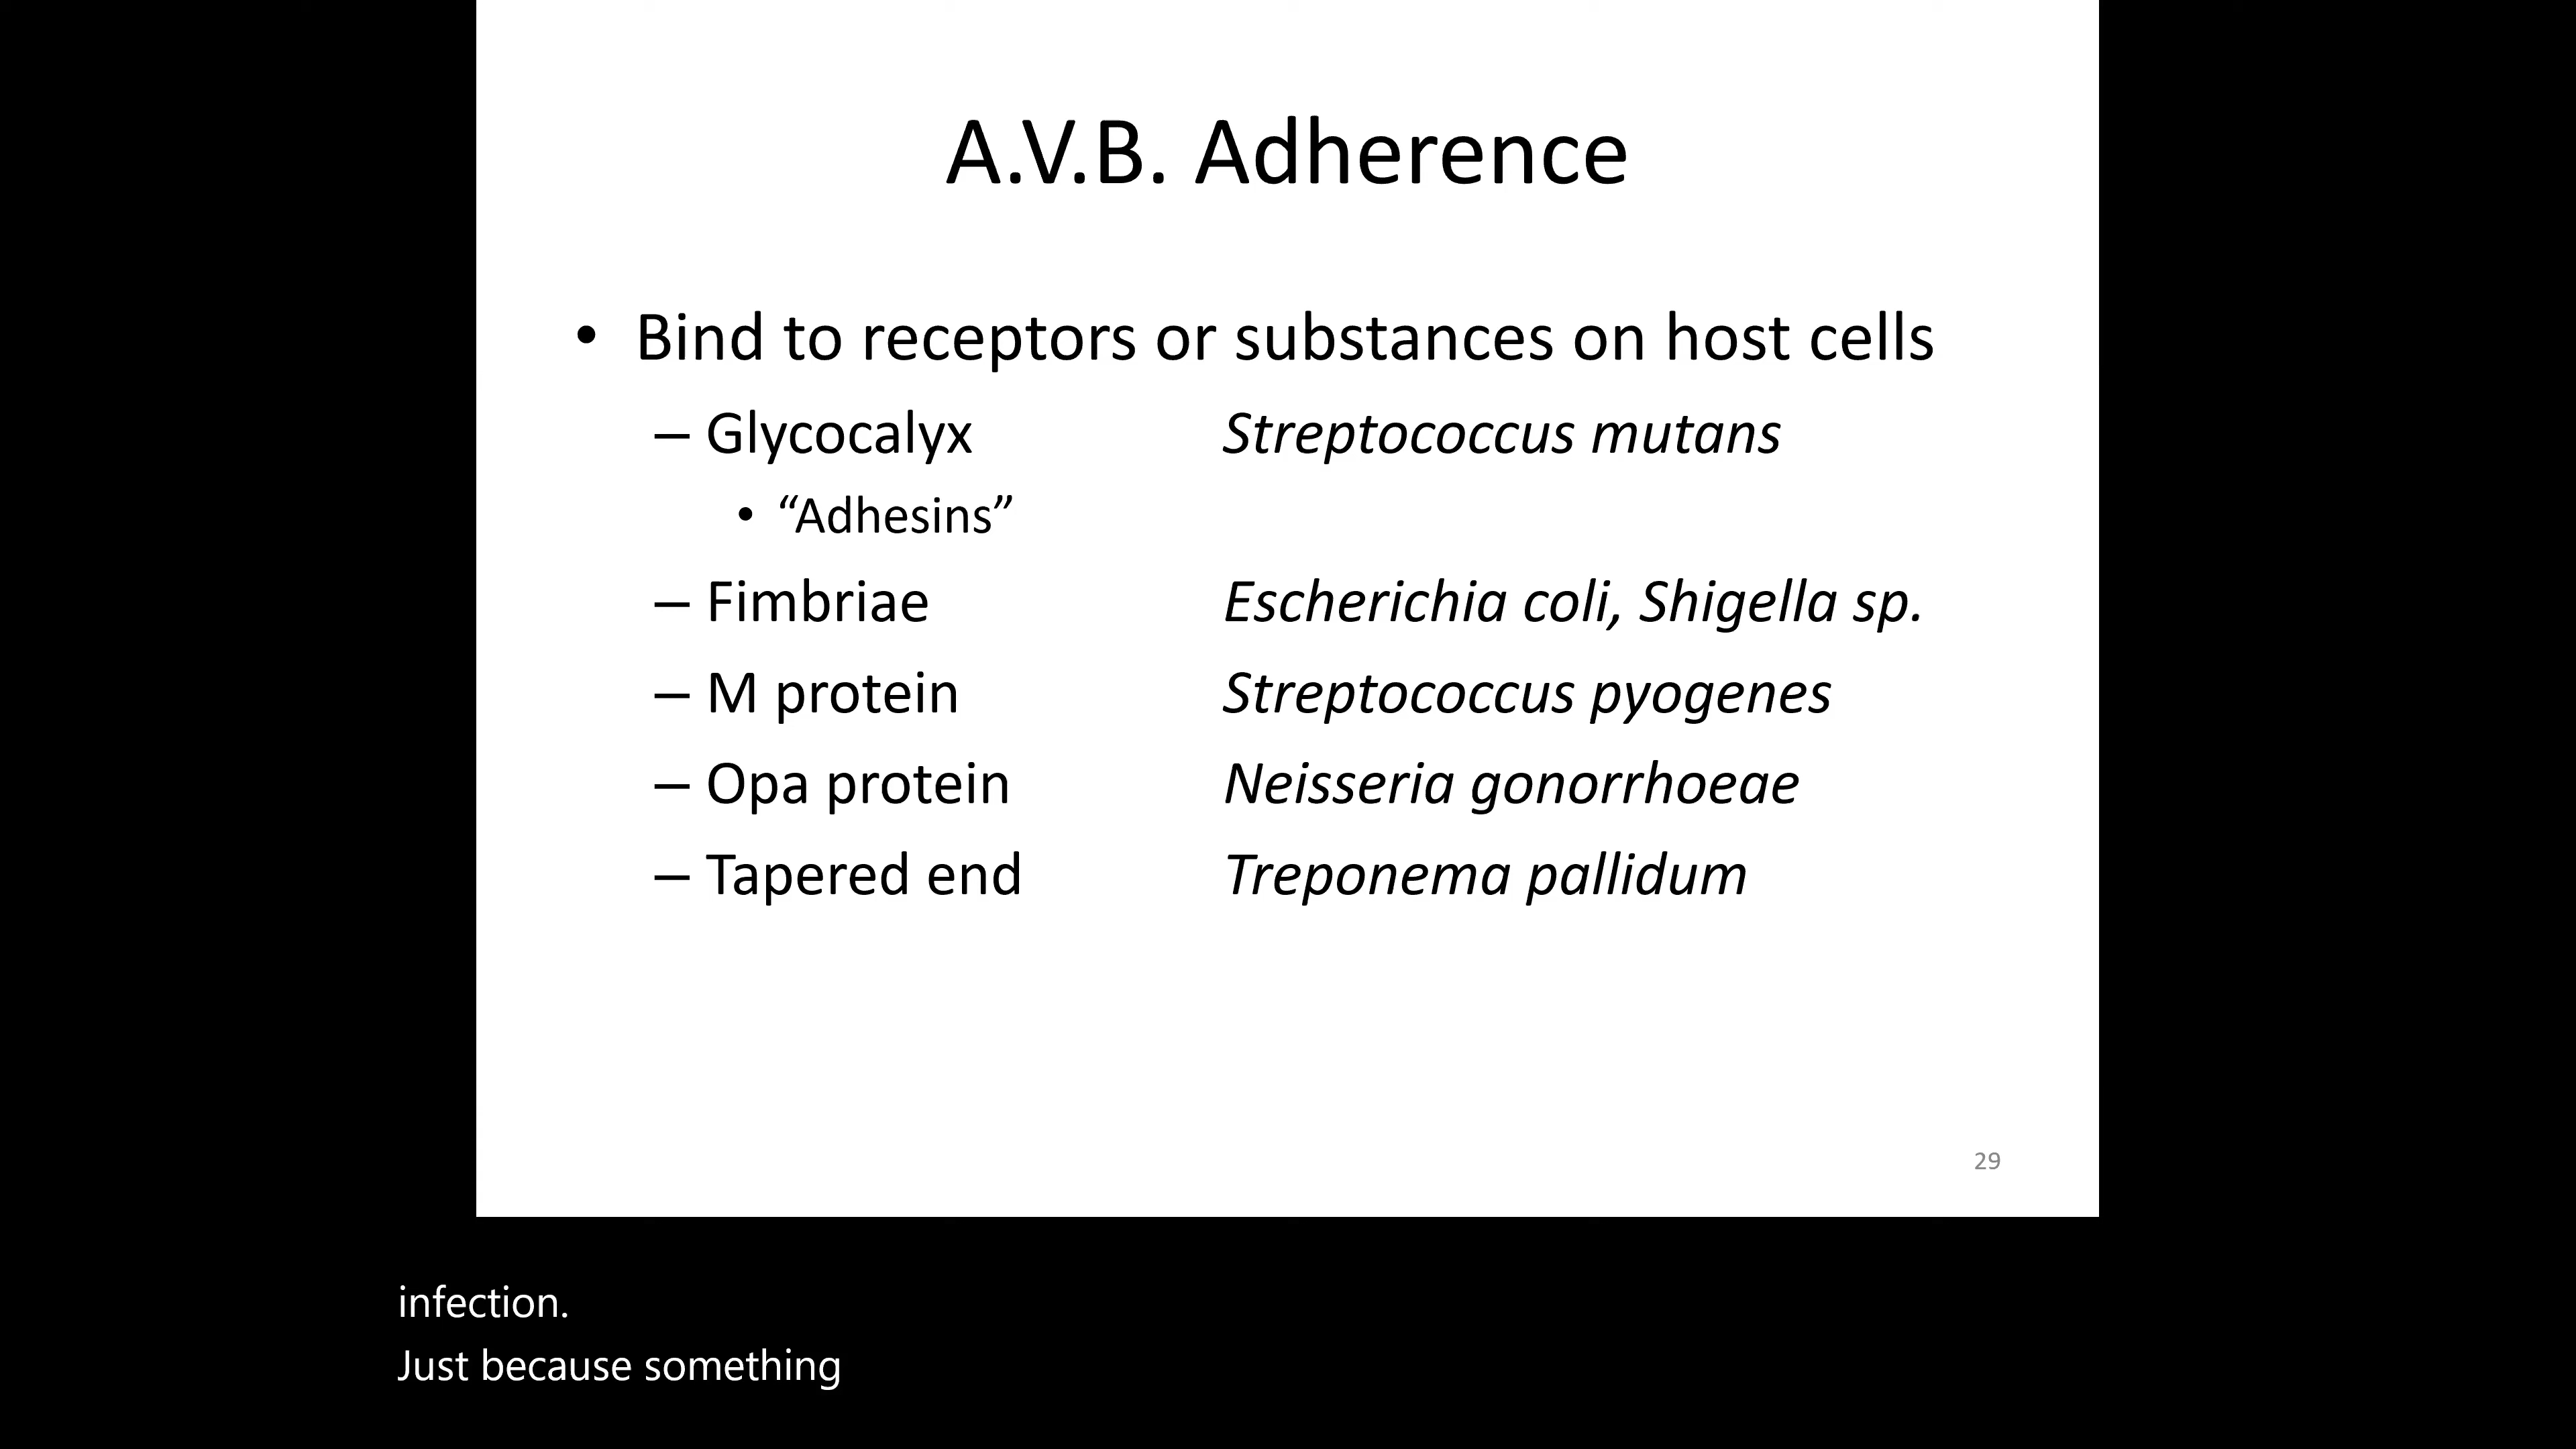 A.V.B. Adherence
• Bind to receptors or substances on host cells
– Glycocalyx Streptococcus mutans
• “Adhesins”
– Fimbriae Escherichia coli, Shigella sp.
– M protein Streptococcus pyogenes
– Opa protein Neisseria gonorrhoeae
– Tapered end Treponema pallidum
29
infection.
Just because something